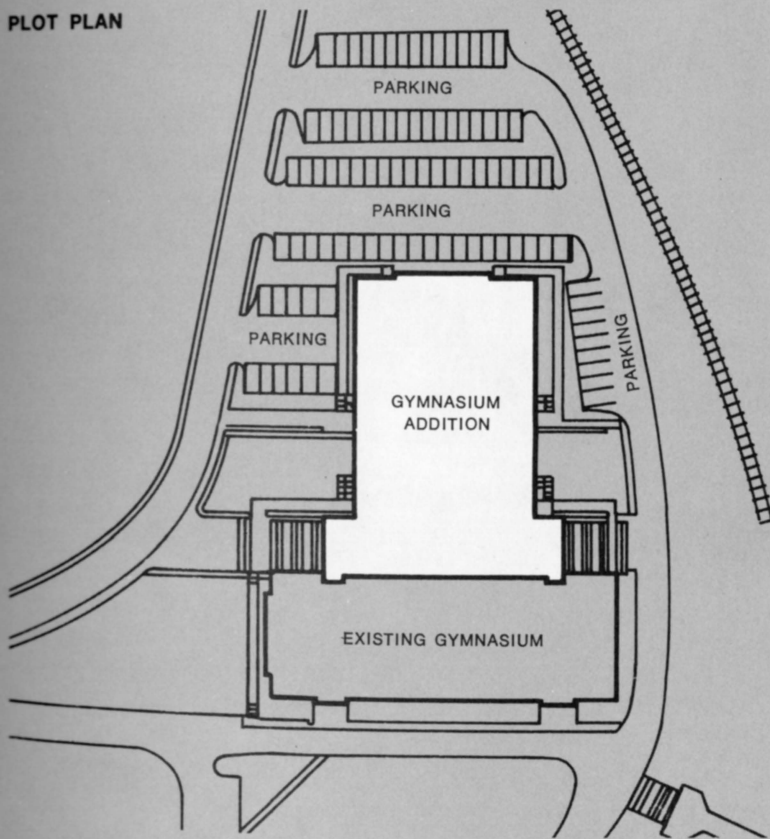 PLOT PLAN
PARKING
PARKING
PARKING
PARKING
GYMNASIUM
ADDITION
EXISTING GYMNASIUM